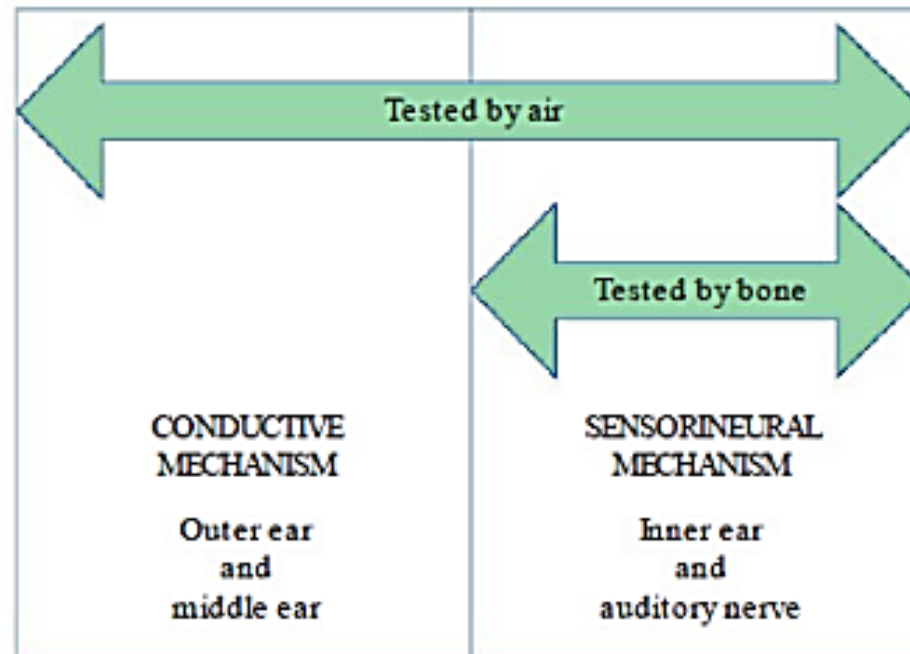 Tested by air
Tested by bone
CONDUCTIVE
MECHANISM
Outer ear
and
middle ear
SENSORINEURAL
MECHANISM
Inner ear
and
auditory nerve